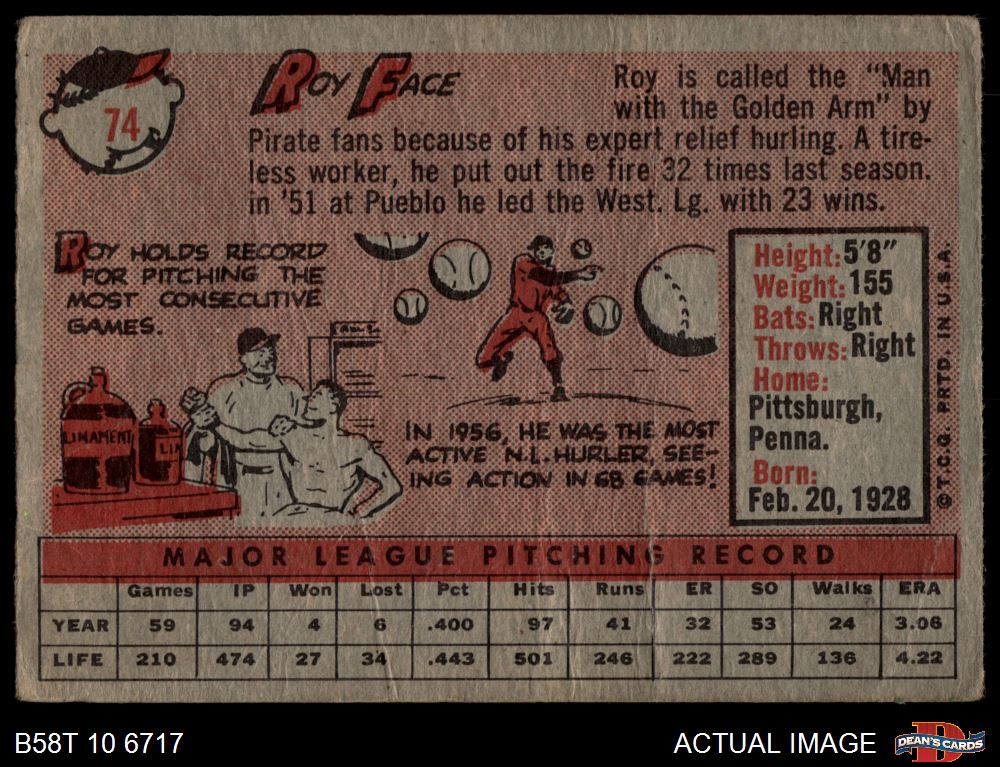 74
ROY FACE
Roy is called the "Man
with the Golden Arm" by
Pirate fans because of his expert relief hurling. A tire-
less worker, he put out the fire 32 times last season.
in '51 at Pueblo he led the West. Lg. with 23 wins.
ROY HOLDS RECORD
FOR PITCHING THE
MOST CONSECUTIVE
GAMES.
LINAMENT
LIN
IN 1956, HE WAS THE MOST
ACTIVE N.L. HURLER, SEE-
ING ACTION IN 68 GAMES!
Height: 5'8"
Weight: 155
Bats: Right
Throws: Right
Home:
Pittsburgh,
Penna.
Born:
Feb. 20, 1928
©T.C.G. PRTD. IN U.S.A.
MAJOR LEAGUE PITCHING RECORD
Games IP Won Lost Pct Hits Runs ER SO Walks ERA
YEAR 59 94 4 6 .400 97 41 32 53 24 3.06
LIFE 210 474 27 34 .443 501 246 222 289 136 4.22
B58T 10 6717
ACTUAL IMAGE
DEAN'S CARDS